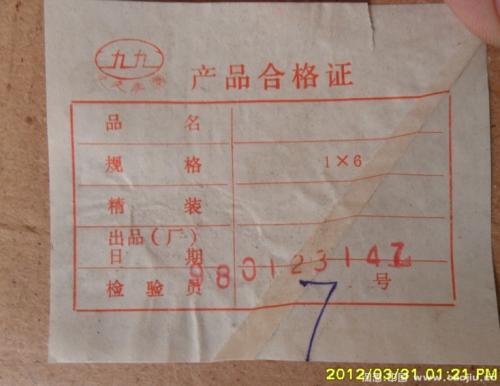 九九
产品合格证
品名
规格 1×6
精装
出品(厂)
日期
980123147
检验员 7 号
2012/03/31 01:21 PM